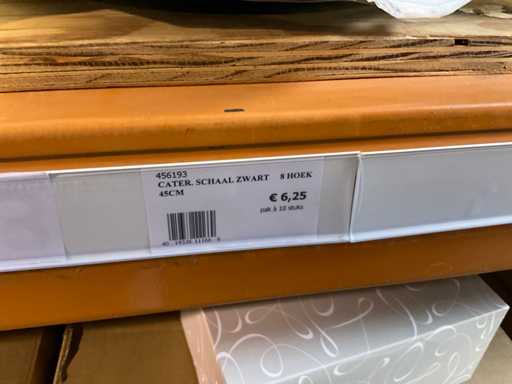 456193
CATER. SCHAAL ZWART 8 HOEK
45CM
€ 6,25
pak à 10 stuks